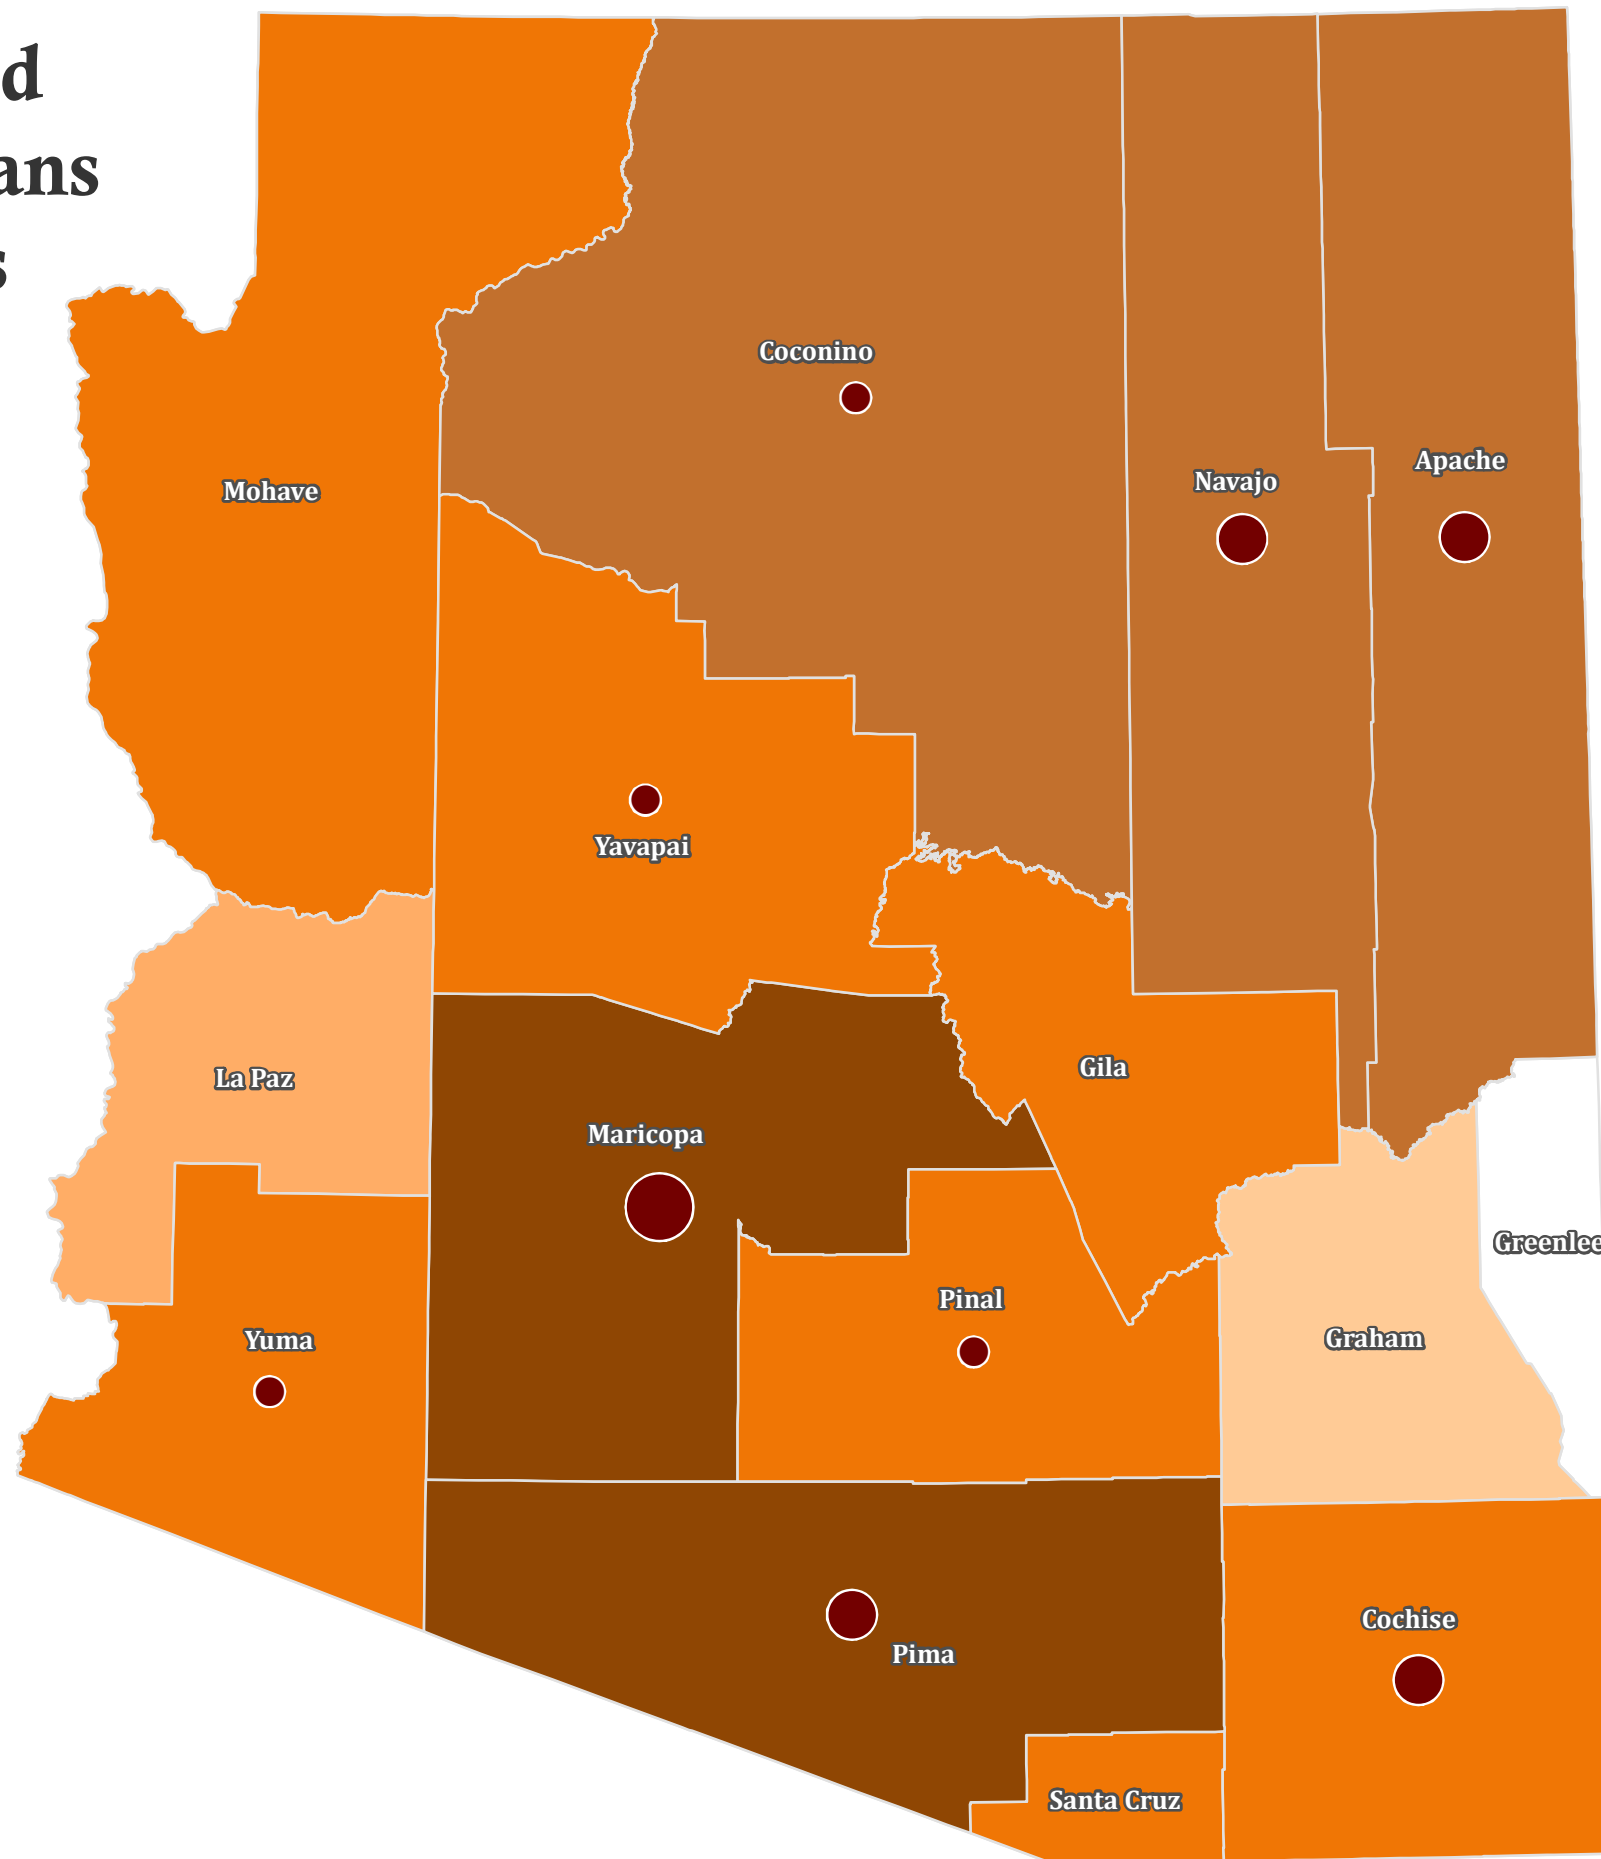 d
ans
s
Coconino
Apache
Navajo
Mohave
Yavapai
Gila
La Paz
Maricopa
Greenlee
Pinal
Graham
Yuma
Cochise
Pima
Santa Cruz